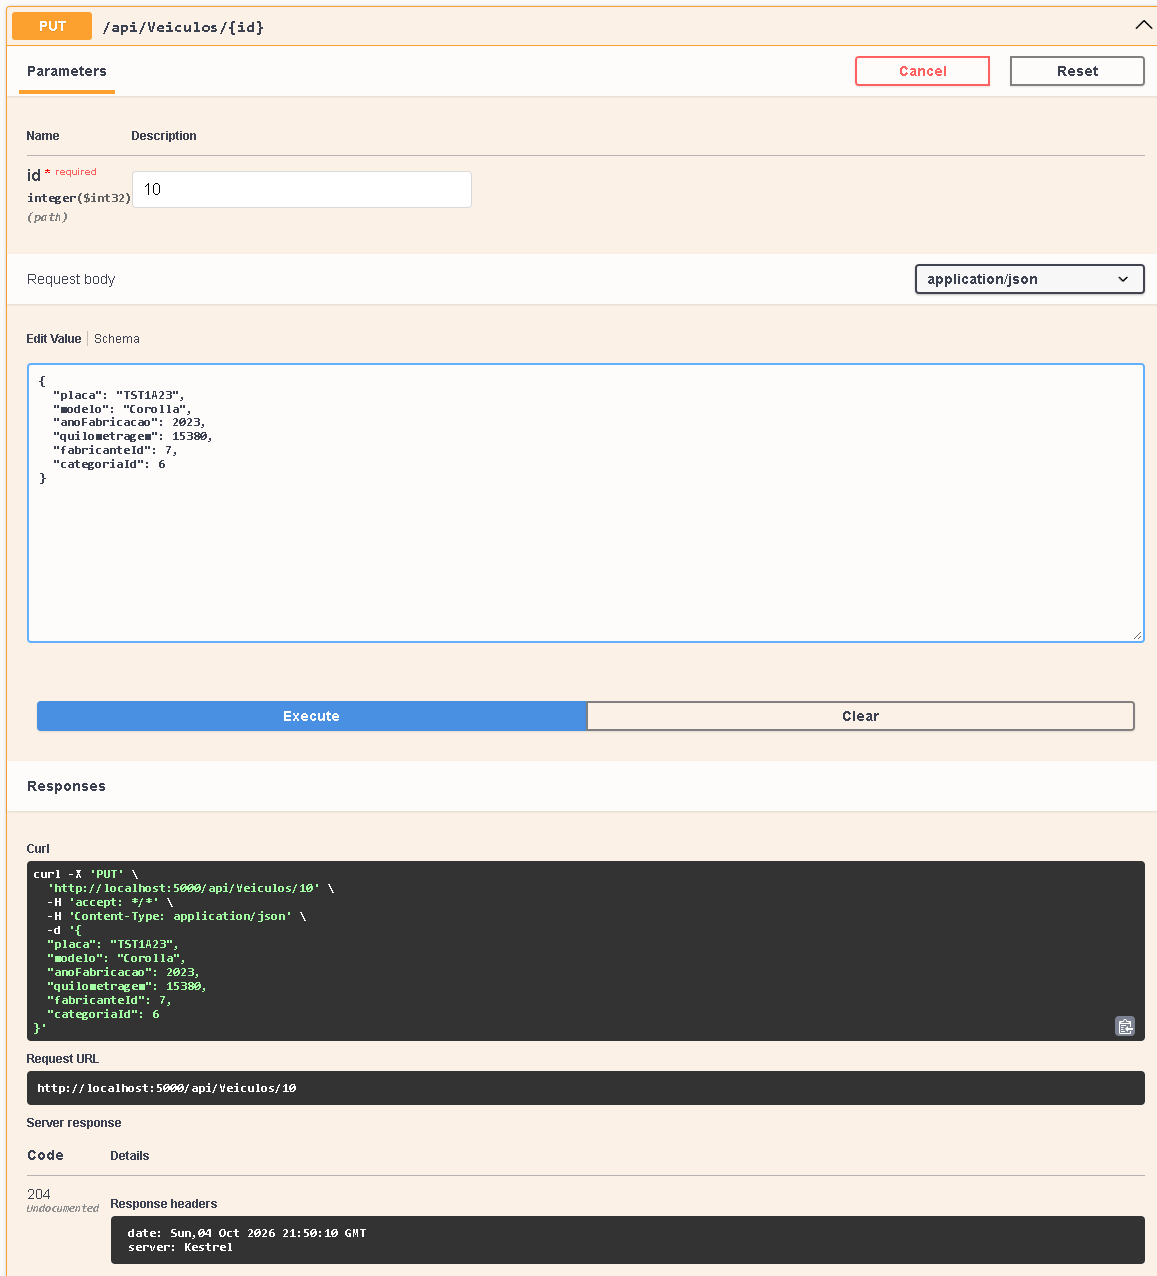 PUT /api/Veiculos/{id}
Parameters Cancel Reset
Name Description
id * required
10
integer($int32)
(path)
Request body application/json
Edit Value Schema
{
"placa": "TST1A23",
"modelo": "Corolla",
"anoFabricacao": 2023,
"quilometragem": 15380,
"fabricanteId": 7,
"categoriaId": 6
}
Execute Clear
Responses
Curl
curl -X 'PUT' \
'http://localhost:5000/api/Veiculos/10' \
-H 'accept: */*' \
-H 'Content-Type: application/json' \
-d '{
"placa": "TST1A23",
"modelo": "Corolla",
"anoFabricacao": 2023,
"quilometragem": 15380,
"fabricanteId": 7,
"categoriaId": 6
}'
Request URL
http://localhost:5000/api/Veiculos/10
Server response
Code Details
204
Undocumented
Response headers
date: Sun,04 Oct 2026 21:50:10 GMT
server: Kestrel